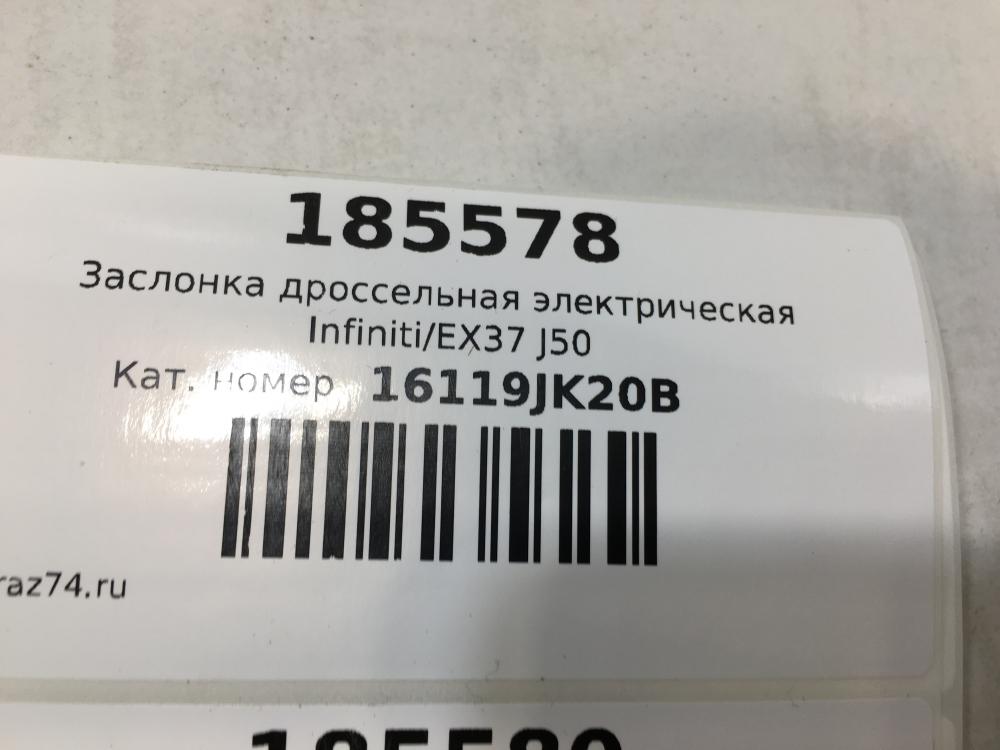 185578
Заслонка дроссельная электрическая
Infiniti/EX37 J50
Кат. номер 16119JK20B
raz74.ru